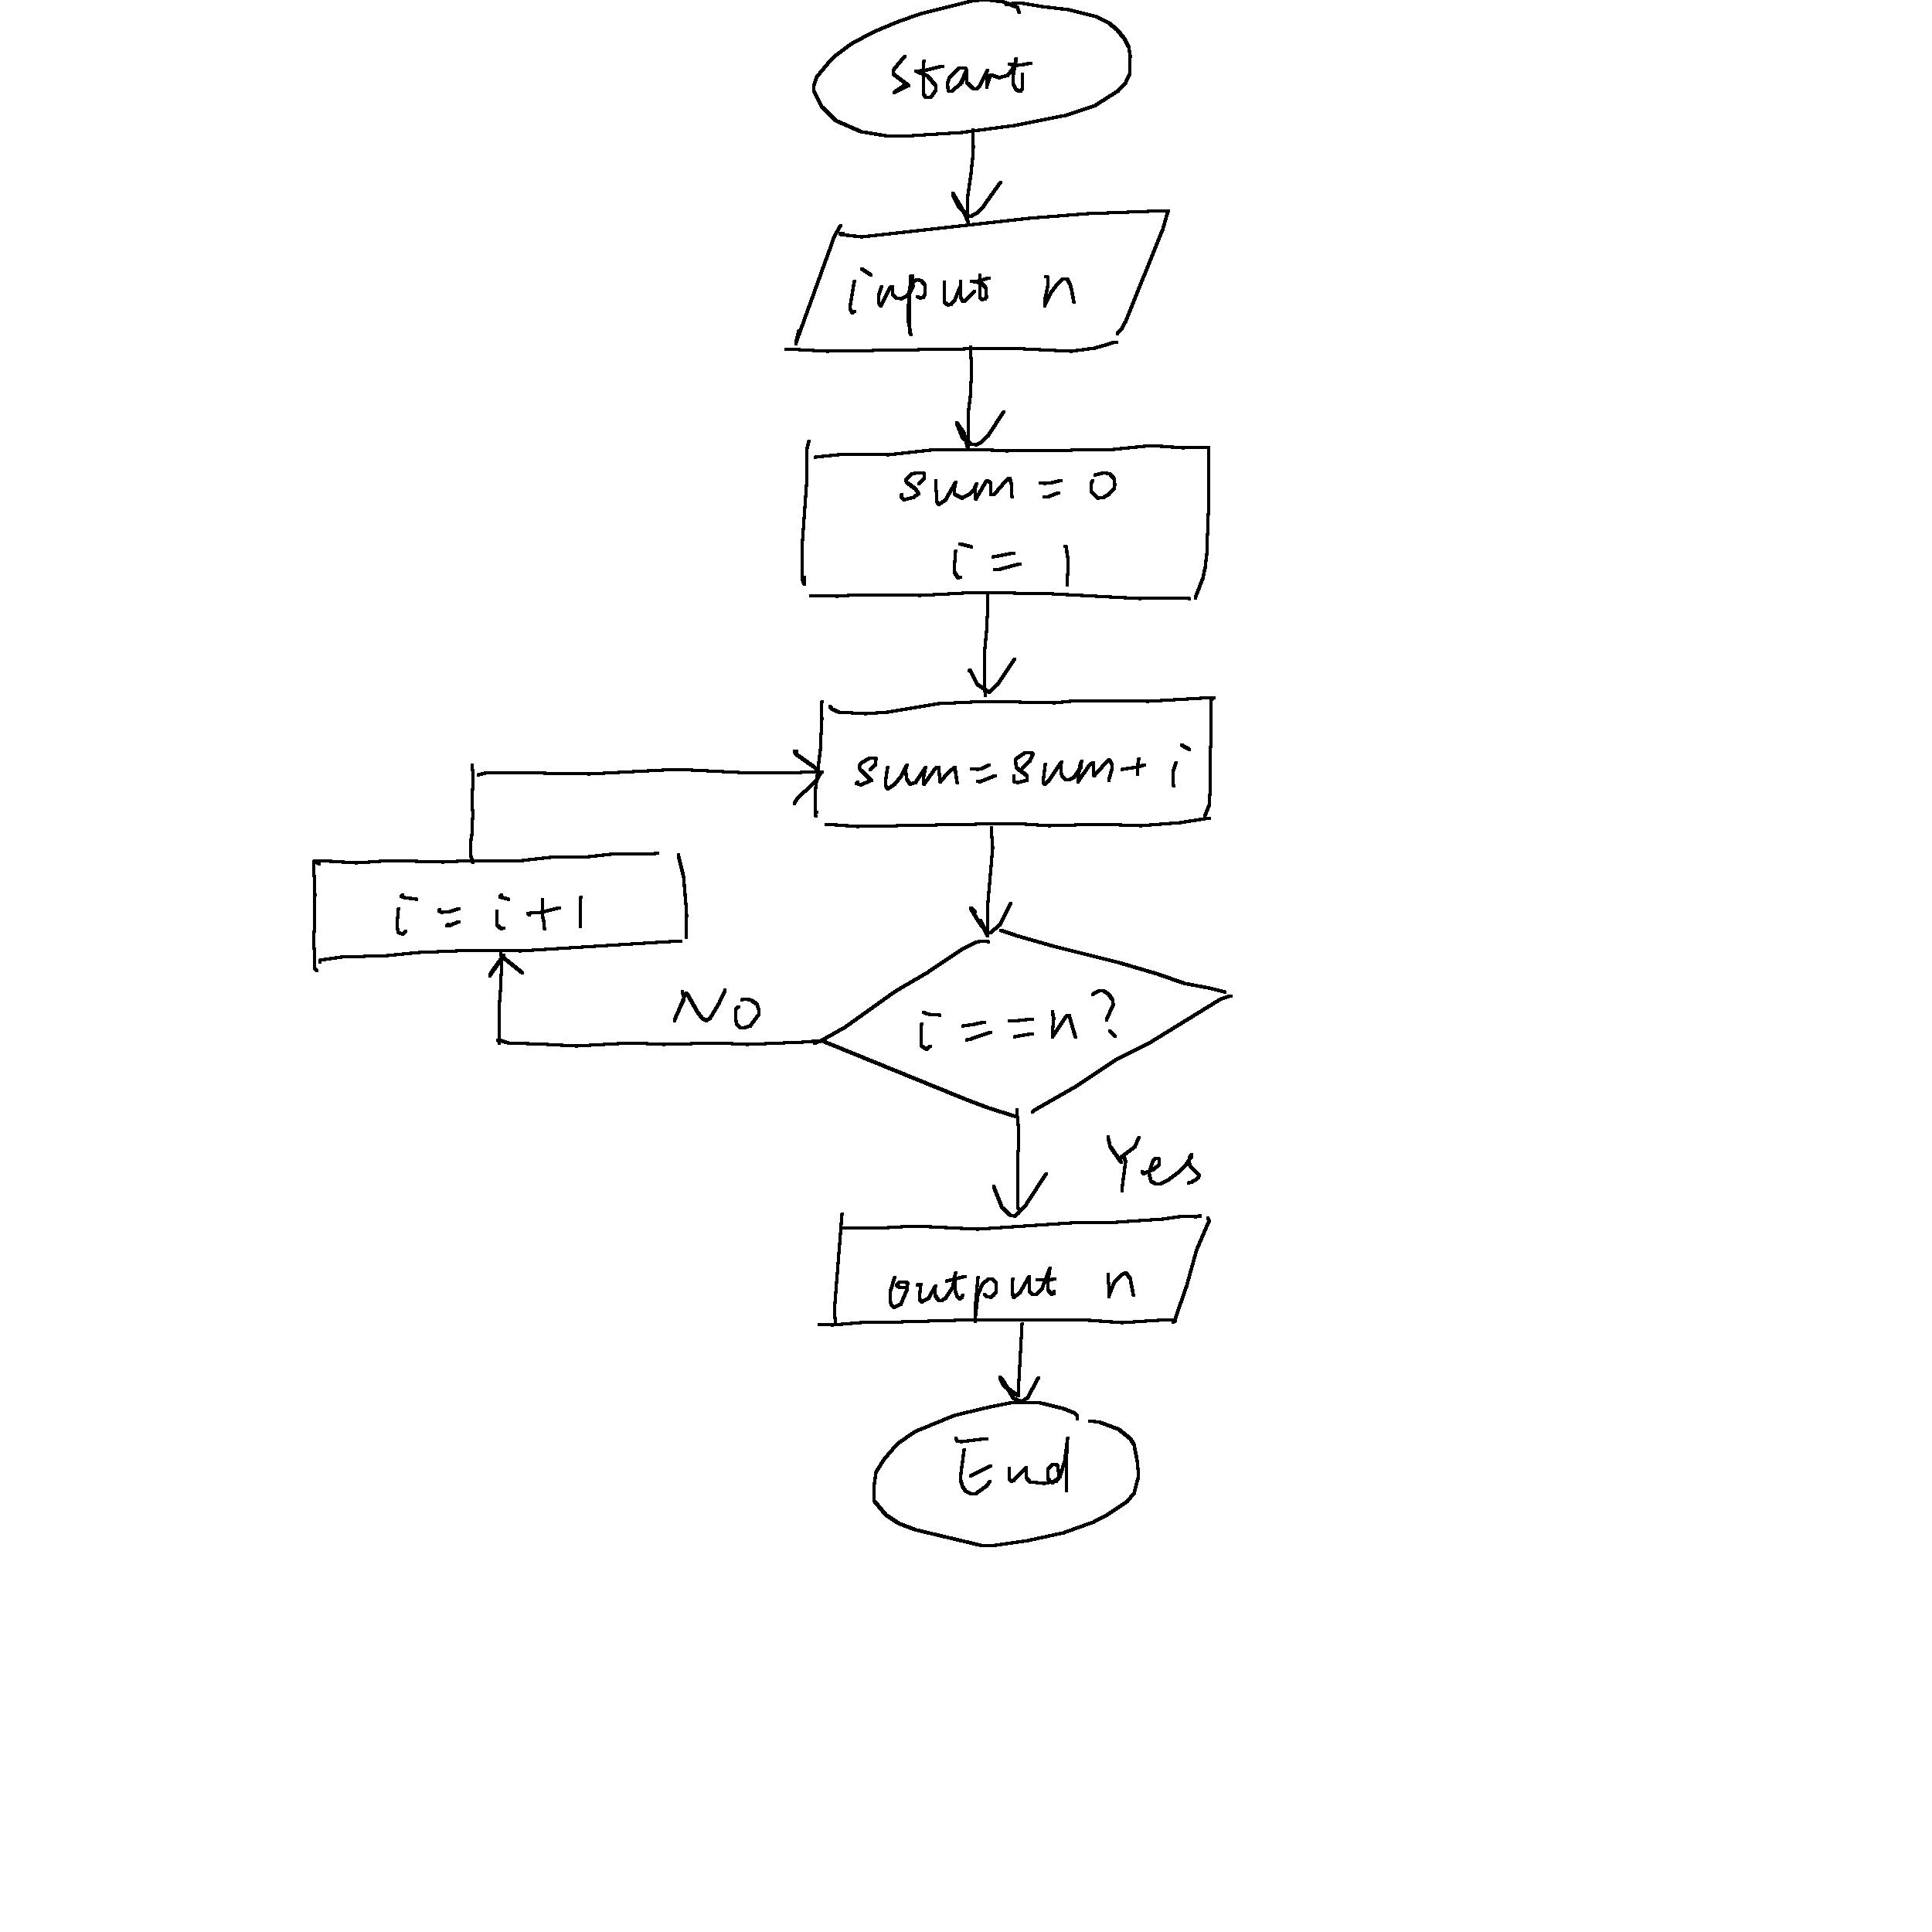 start
input n
sum = 0
i = 1
sum = sum + i
i = i + 1
No
i == n?
Yes
output n
End